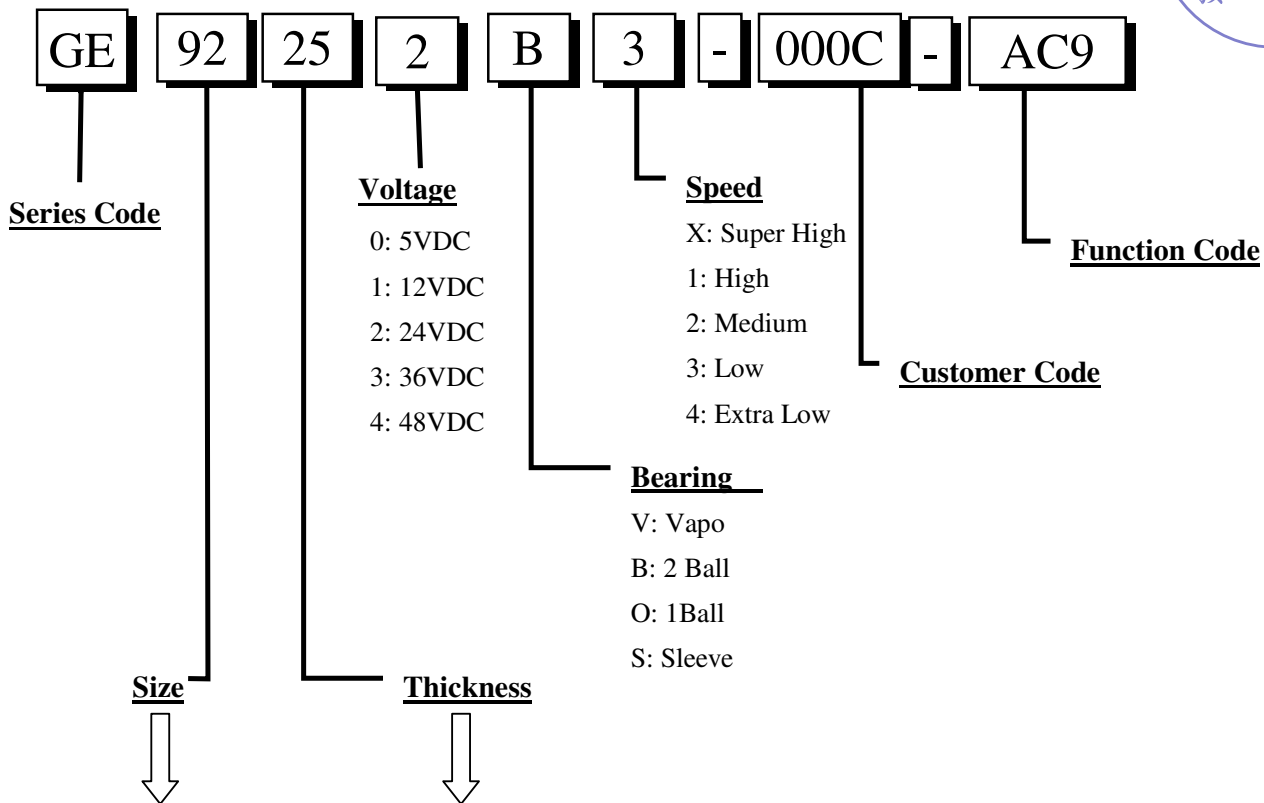 GE 92 25 2 B 3 - 000C - AC9
Series Code
Voltage
0: 5VDC
1: 12VDC
2: 24VDC
3: 36VDC
4: 48VDC
Speed
X: Super High
1: High
2: Medium
3: Low
4: Extra Low
Function Code
Customer Code
Bearing
V: Vapo
B: 2 Ball
O: 1Ball
S: Sleeve
Size
Thickness